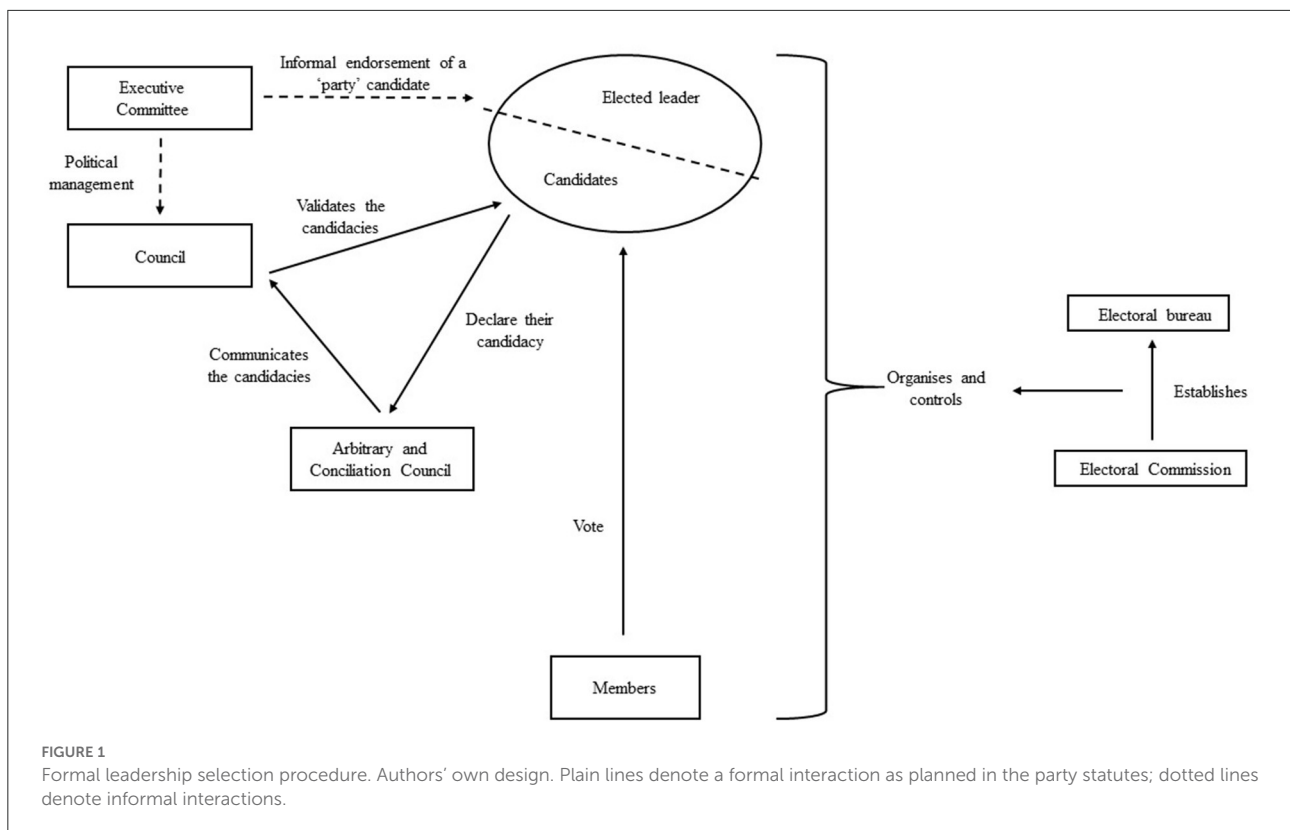 Informal endorsement of a
‘party’ candidate
Executive
Committee
Elected leader
Political
management
Candidates
Validates the
candidacies
Council
Declare their
candidacy
Electoral bureau
Communicates
the candidacies
Organises and
controls
Establishes
Arbitrary and
Conciliation Council
Electoral Commission
Vote
Members
FIGURE 1
Formal leadership selection procedure. Authors’ own design. Plain lines denote a formal interaction as planned in the party statutes; dotted lines
denote informal interactions.